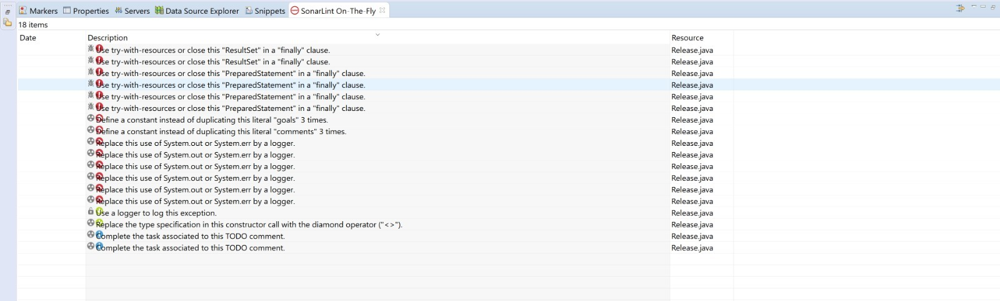 Markers Properties Servers Data Source Explorer Snippets SonarLint On-The-Fly
18 items
Date Description Resource
Use try-with-resources or close this "ResultSet" in a "finally" clause. Release.java
Use try-with-resources or close this "ResultSet" in a "finally" clause. Release.java
Use try-with-resources or close this "PreparedStatement" in a "finally" clause. Release.java
Use try-with-resources or close this "PreparedStatement" in a "finally" clause. Release.java
Use try-with-resources or close this "PreparedStatement" in a "finally" clause. Release.java
Use try-with-resources or close this "PreparedStatement" in a "finally" clause. Release.java
Define a constant instead of duplicating this literal "goals" 3 times. Release.java
Define a constant instead of duplicating this literal "comments" 3 times. Release.java
Replace this use of System.out or System.err by a logger. Release.java
Replace this use of System.out or System.err by a logger. Release.java
Replace this use of System.out or System.err by a logger. Release.java
Replace this use of System.out or System.err by a logger. Release.java
Replace this use of System.out or System.err by a logger. Release.java
Replace this use of System.out or System.err by a logger. Release.java
Use a logger to log this exception. Release.java
Replace the type specification in this constructor call with the diamond operator ("<>"). Release.java
Complete the task associated to this TODO comment. Release.java
Complete the task associated to this TODO comment. Release.java